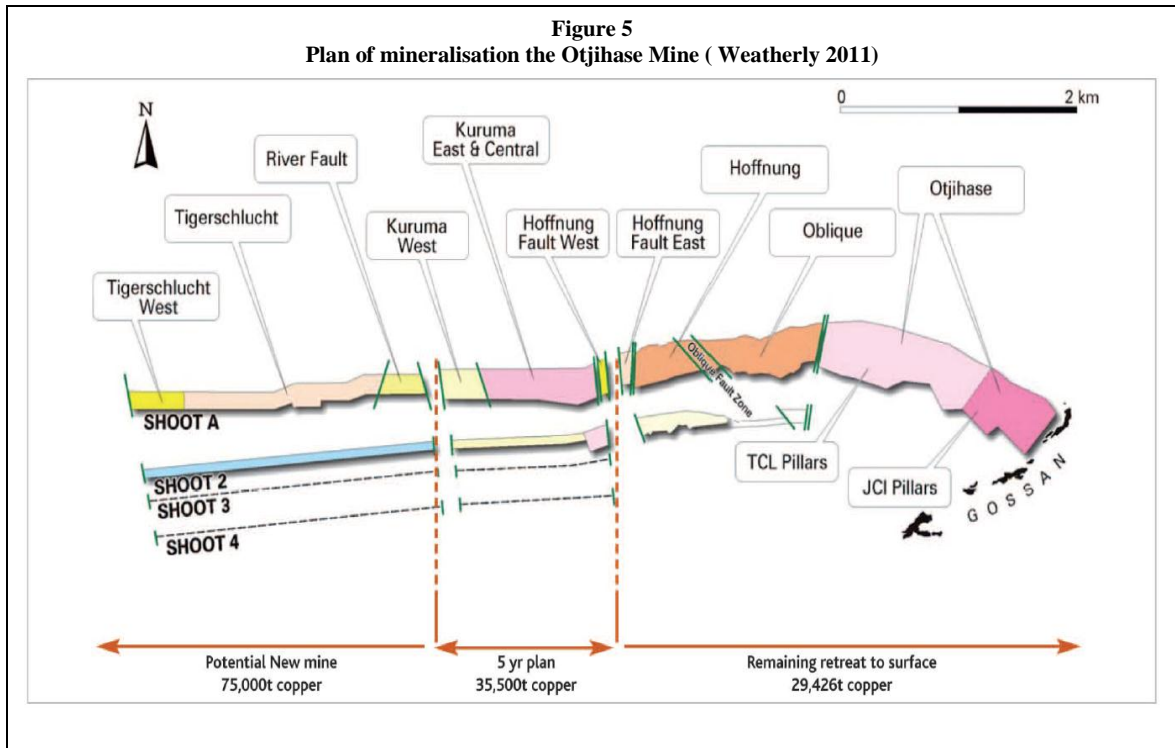 Figure 5
Plan of mineralisation the Otjihase Mine ( Weatherly 2011)
0
2 km
N
Kuruma
East & Central
River Fault
Hoffnung
Otjihase
Tigerschlucht
Kuruma
West
Hoffnung
Fault West
Hoffnung
Fault East
Oblique
Tigerschlucht
West
Oblique Fault Zone
SHOOT A
TCL Pillars
SHOOT 2
JCI Pillars
SHOOT 3
GOSSAN
SHOOT 4
Potential New mine
75,000t copper
5 yr plan
35,500t copper
Remaining retreat to surface
29,426t copper